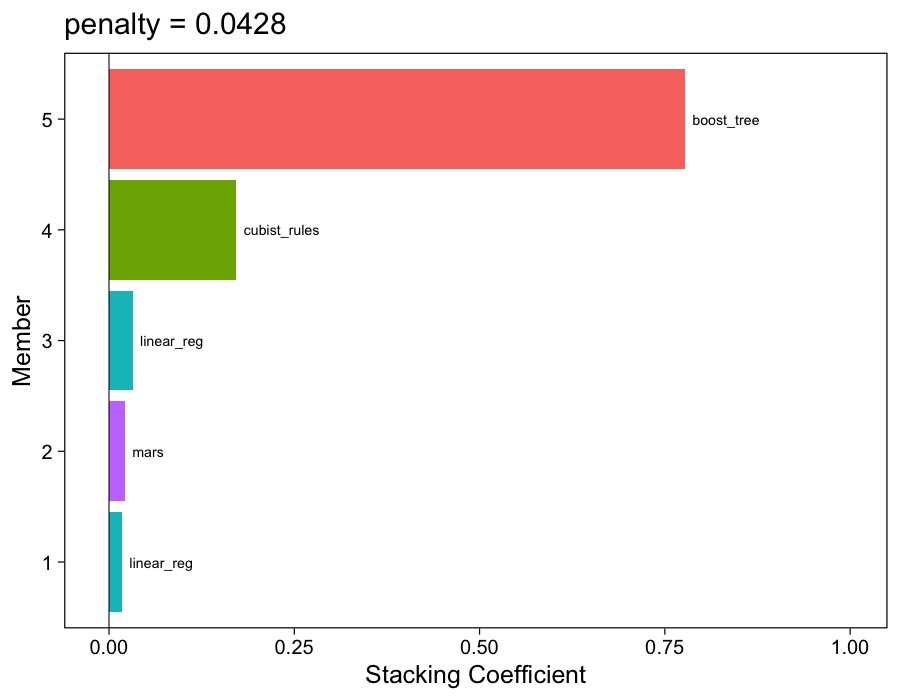 penalty = 0.0428
5
boost_tree
4
cubist_rules
Member
3
linear_reg
2
mars
1
linear_reg
0.00 0.25 0.50 0.75 1.00
Stacking Coefficient